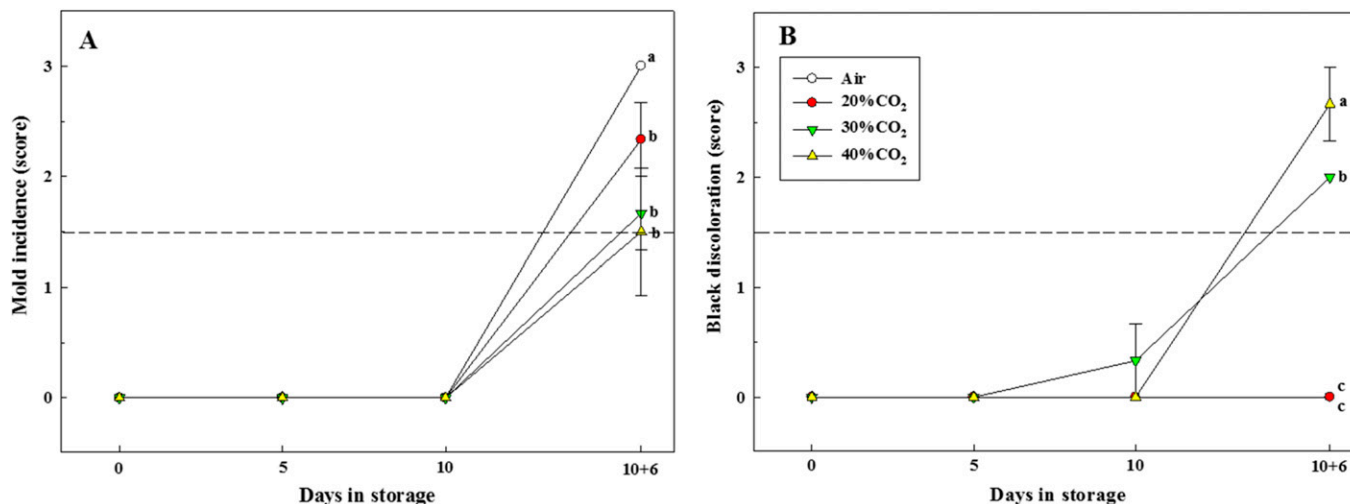 A
Mold incidence (score)
3
2
1
0
a
b
b
b
0
5
10
10+6
Days in storage
B
Air
20%CO₂
30%CO₂
40%CO₂
Black discoloration (score)
3
2
1
0
a
b
c
c
0
5
10
10+6
Days in storage